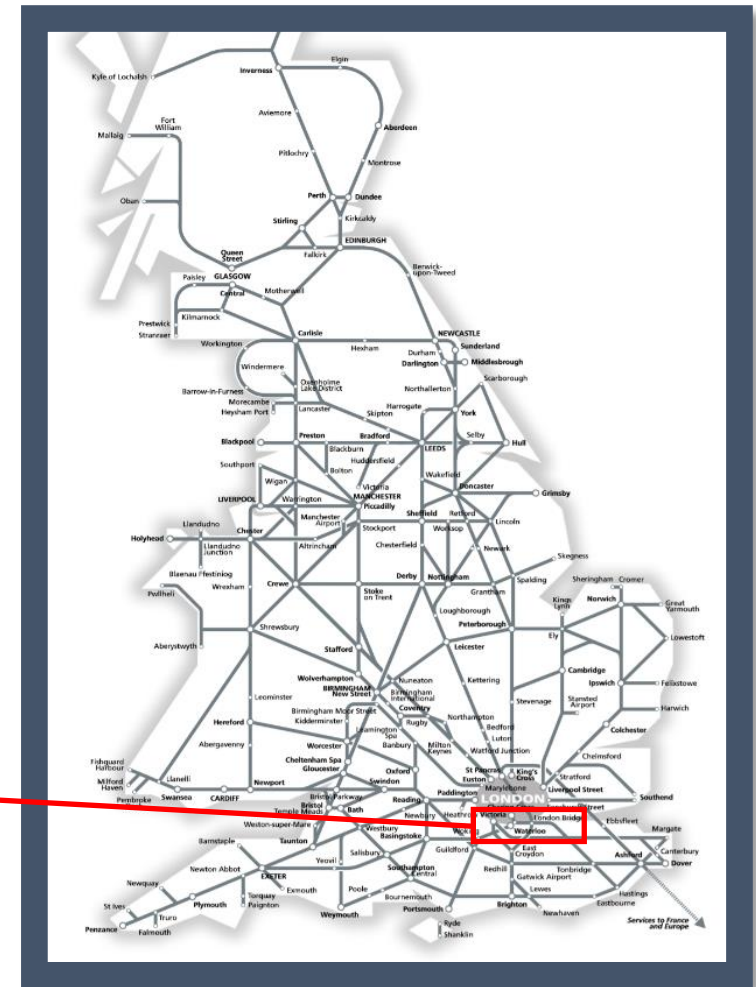 Elgin
Inverness
Kyle of Lochalsh
Aviemore
Fort
William
Aberdeen
Mallaig
Pitlochry
Montrose
Perth
Dundee
Oban
Kirkcaldy
Stirling
EDINBURGH
Falkirk
Queen
Street
GLASGOW
Central
Berwick-
upon-Tweed
Paisley
Motherwell
Kilmarnock
Prestwick
Stranraer
Carlisle
NEWCASTLE
Workington
Hexham
Sunderland
Durham
Darlington
Middlesbrough
Windermere
Oxenholme
Lake District
Northallerton
Scarborough
Barrow-in-Furness
Morecambe
Heysham Port
Lancaster
Harrogate
York
Skipton
Preston
Bradford
Selby
Blackpool
Hull
Blackburn
LEEDS
Huddersfield
Southport
Bolton
Wakefield
Wigan
Victoria
Doncaster
MANCHESTER
Piccadilly
Grimsby
LIVERPOOL
Warrington
Manchester
Airport
Sheffield
Retford
Stockport
Worksop
Lincoln
Llandudno
Chester
Holyhead
Llandudno
Junction
Altrincham
Chesterfield
Newark
Skegness
Blaenau Ffestiniog
Wrexham
Crewe
Stoke
on Trent
Derby
Nottingham
Grantham
Spalding
Sheringham
Cromer
Pwllheli
Kings
Lynn
Norwich
Great
Yarmouth
Loughborough
Peterborough
Ely
Shrewsbury
Lowestoft
Aberystwyth
Stafford
Leicester
Wolverhampton
Nuneaton
Kettering
Cambridge
BIRMINGHAM
New Street
Birmingham
International
Ipswich
Felixstowe
Leominster
Birmingham Moor Street
Coventry
Stevenage
Stansted
Airport
Harwich
Hereford
Kidderminster
Rugby
Northampton
Leamington
Spa
Bedford
Colchester
Worcester
Banbury
Milton
Keynes
Luton
Abergavenny
Watford Junction
Chelmsford
Cheltenham Spa
Gloucester
Oxford
St Pancras
King's
Cross
Fishguard
Harbour
Euston
Stratford
Swindon
Marylebone
Liverpool Street
Milford
Haven
Llanelli
Newport
Paddington
LONDON
Southend
Pembroke
Swansea
CARDIFF
Bristol Parkway
Reading
Bristol
Temple Meads
Bath
Newbury
Victoria
London Bridge
Ebbsfleet
Weston-super-Mare
Westbury
Basingstoke
Woking
Waterloo
Margate
Barnstaple
Taunton
Guildford
East
Croydon
Canterbury
Yeovil
Salisbury
Ashford
Dover
Newton Abbot
EXETER
Southampton
Central
Redhill
Gatwick Airport
Tonbridge
Newquay
Exmouth
Poole
Lewes
Hastings
St Ives
Plymouth
Torquay
Paignton
Bournemouth
Eastbourne
Truro
Weymouth
Portsmouth
Brighton
Newhaven
Penzance
Falmouth
Ryde
Shanklin
Services to France
and Europe